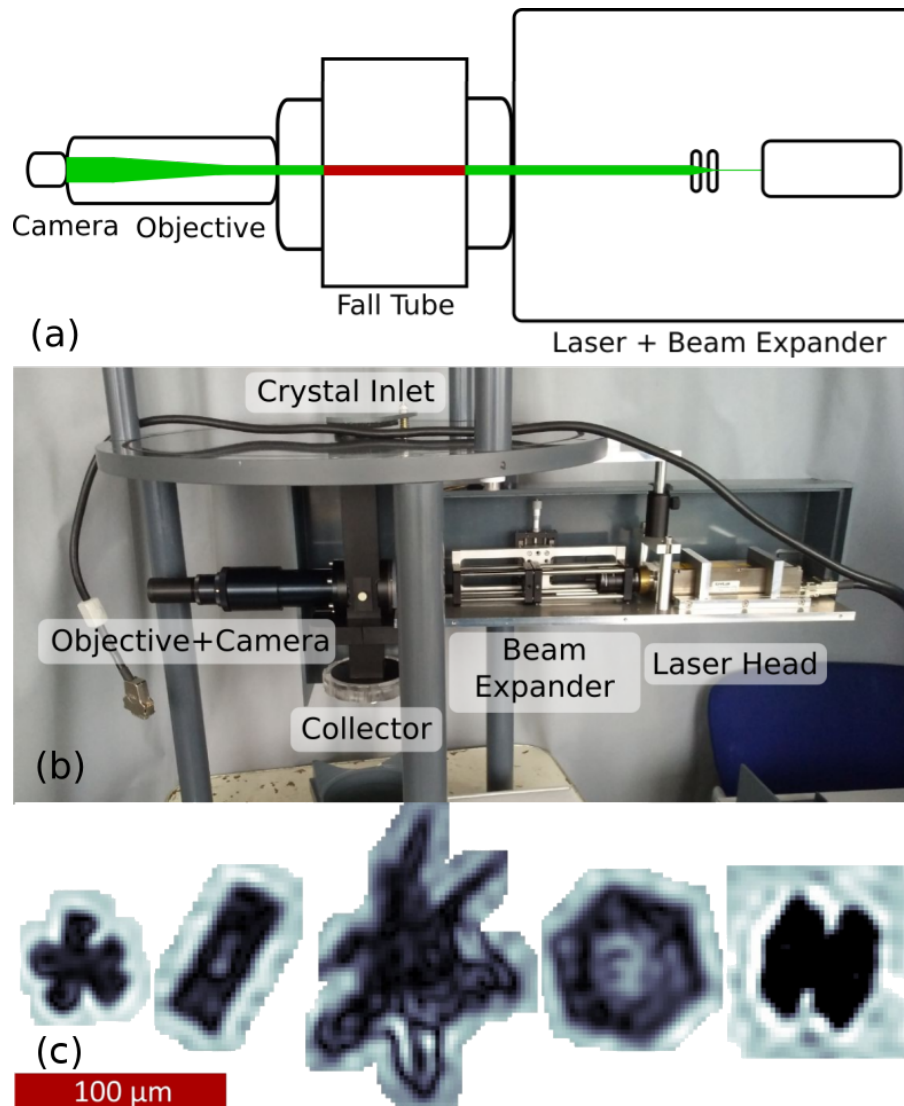 Camera Objective
Fall Tube
(a)
Laser + Beam Expander
Crystal Inlet
Objective+Camera
Beam
Expander
Laser Head
Collector
(b)
(c)
100 μm